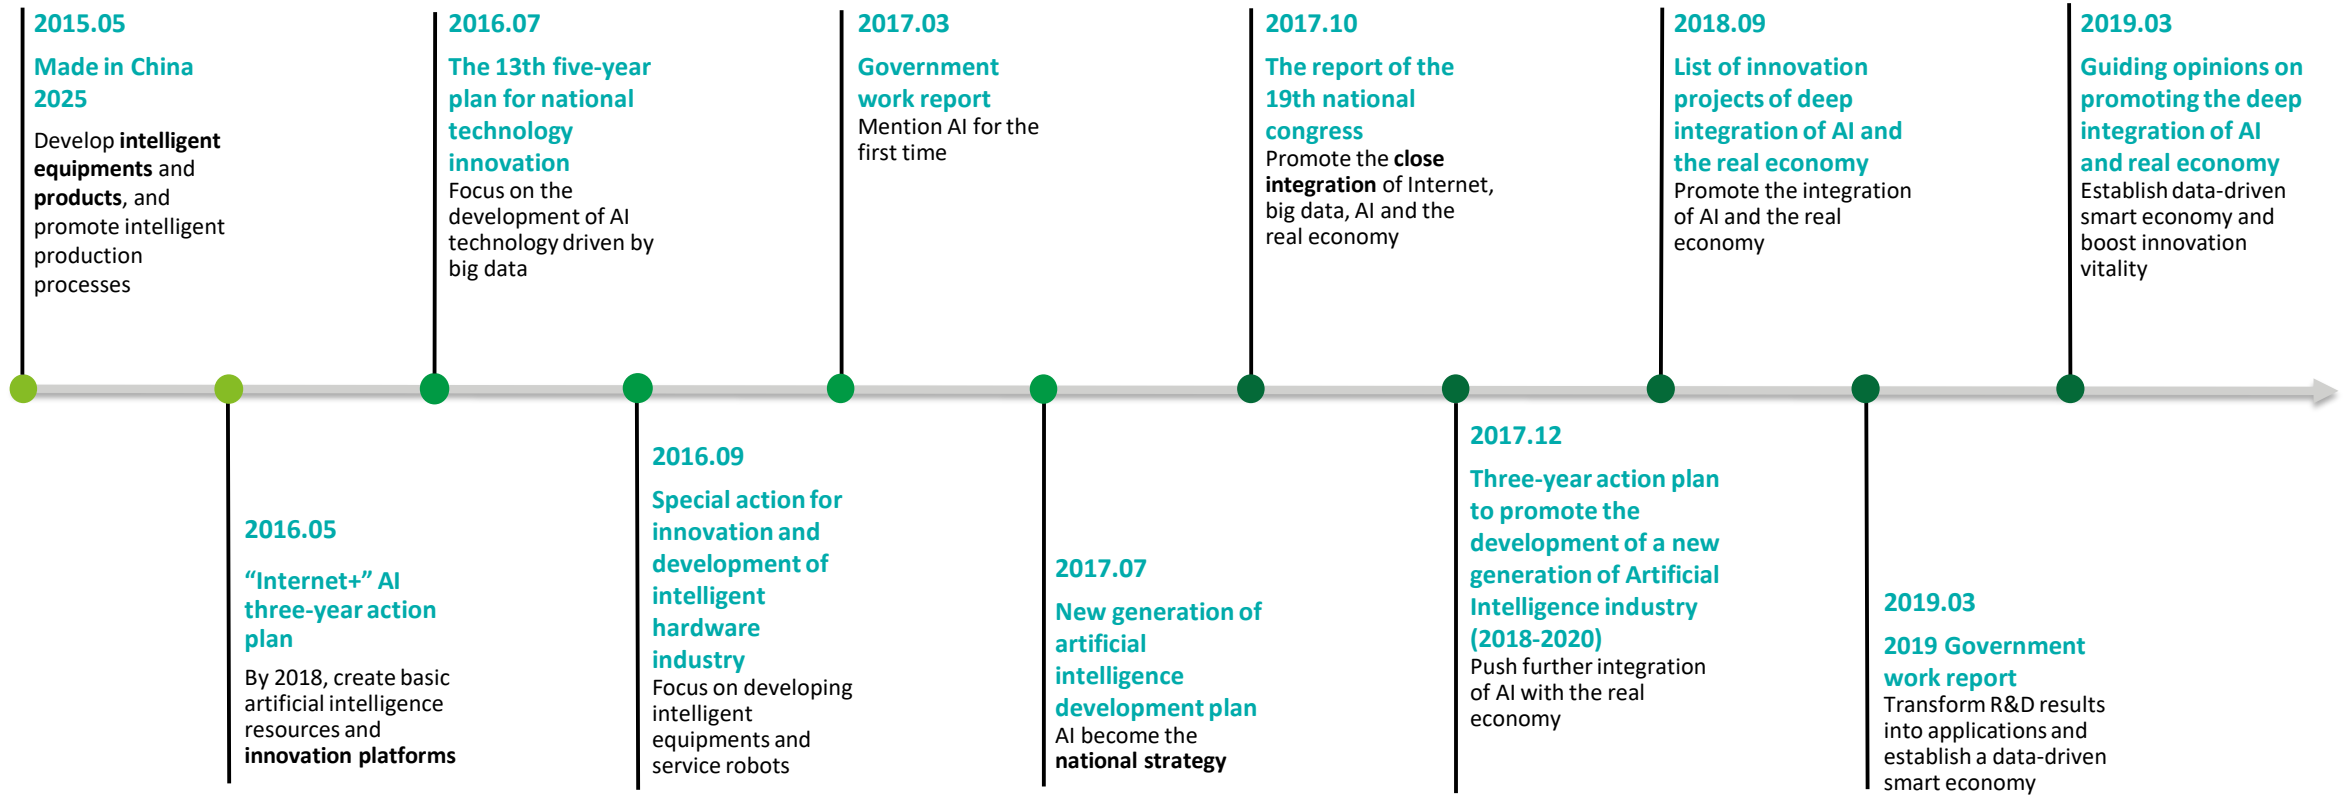 2015.05
Made in China
2025
Develop intelligent
equipments and
products, and
promote intelligent
production
processes
2016.07
The 13th five-year
plan for national
technology
innovation
Focus on the
development of AI
technology driven by
big data
2017.03
Government
work report
Mention AI for the
first time
2017.10
The report of the
19th national
congress
Promote the close
integration of Internet,
big data, AI and the
real economy
2018.09
List of innovation
projects of deep
integration of AI and
the real economy
Promote the integration
of AI and the real
economy
2019.03
Guiding opinions on
promoting the deep
integration of AI
and real economy
Establish data-driven
smart economy and
boost innovation
vitality
2016.05
“Internet+” AI
three-year action
plan
By 2018, create basic
artificial intelligence
resources and
innovation platforms
2016.09
Special action for
innovation and
development of
intelligent
hardware
industry
Focus on developing
intelligent
equipments and
service robots
2017.07
New generation of
artificial
intelligence
development plan
AI become the
national strategy
2017.12
Three-year action plan
to promote the
development of a new
generation of Artificial
Intelligence industry
(2018-2020)
Push further integration
of AI with the real
economy
2019.03
2019 Government
work report
Transform R&D results
into applications and
establish a data-driven
smart economy